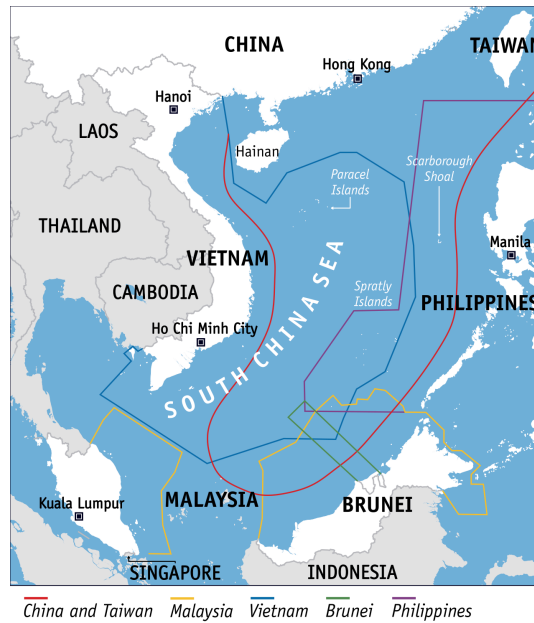 CHINA
TAIWAN
Hong Kong
Hanoi
LAOS
Hainan
Paracel
Islands
Scarborough
Shoal
THAILAND
VIETNAM
Manila
CAMBODIA
Spratly
Islands
PHILIPPINES
Ho Chi Minh City
SOUTH CHINA SEA
Kuala Lumpur
MALAYSIA
BRUNEI
SINGAPORE
INDONESIA
China and Taiwan
Malaysia
Vietnam
Brunei
Philippines